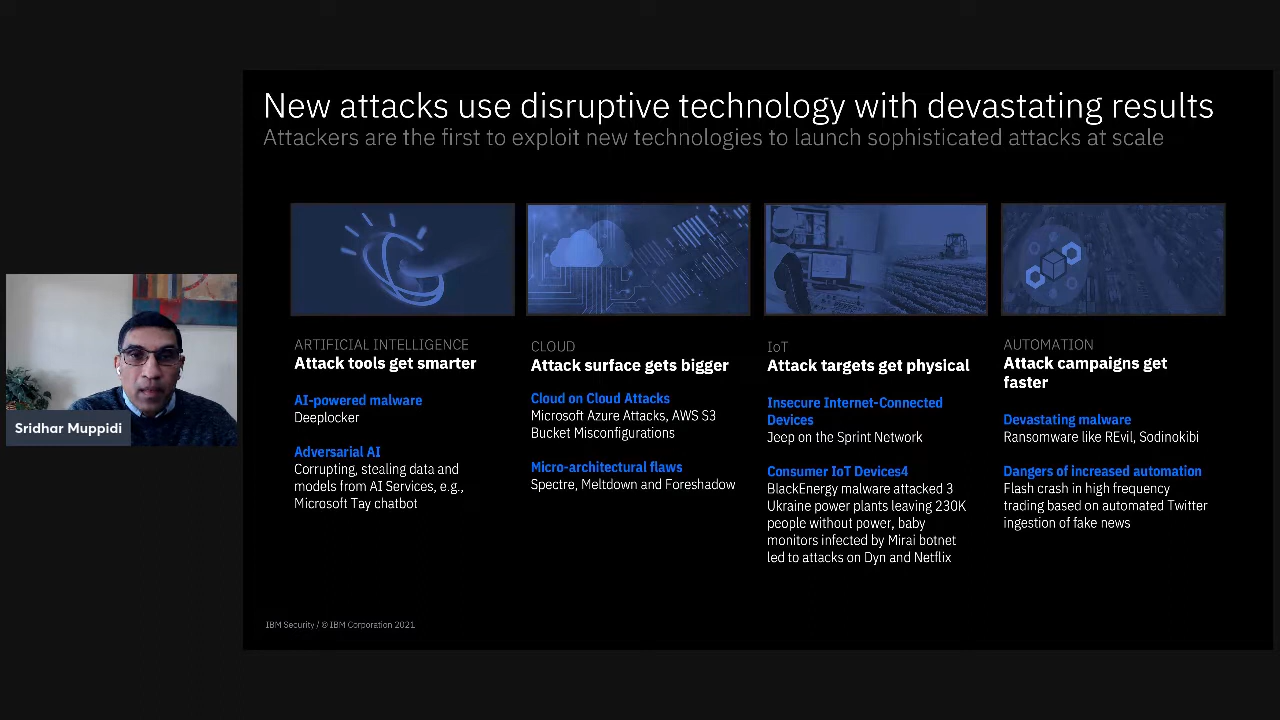 New attacks use disruptive technology with devastating results
Attackers are the first to exploit new technologies to launch sophisticated attacks at scale
Sridhar Muppidi
ARTIFICIAL INTELLIGENCE
Attack tools get smarter
AI-powered malware
Deeplocker
Adversarial AI
Corrupting, stealing data and
models from AI Services, e.g.,
Microsoft Tay chatbot
CLOUD
Attack surface gets bigger
Cloud on Cloud Attacks
Microsoft Azure Attacks, AWS S3
Bucket Misconfigurations
Micro-architectural flaws
Spectre, Meltdown and Foreshadow
IoT
Attack targets get physical
Insecure Internet-Connected
Devices
Jeep on the Sprint Network
Consumer IoT Devices4
BlackEnergy malware attacked 3
Ukraine power plants leaving 230K
people without power, baby
monitors infected by Mirai botnet
led to attacks on Dyn and Netflix
AUTOMATION
Attack campaigns get
faster
Devastating malware
Ransomware like REvil, Sodinokibi
Dangers of increased automation
Flash crash in high frequency
trading based on automated Twitter
ingestion of fake news
IBM Security / © IBM Corporation 2021